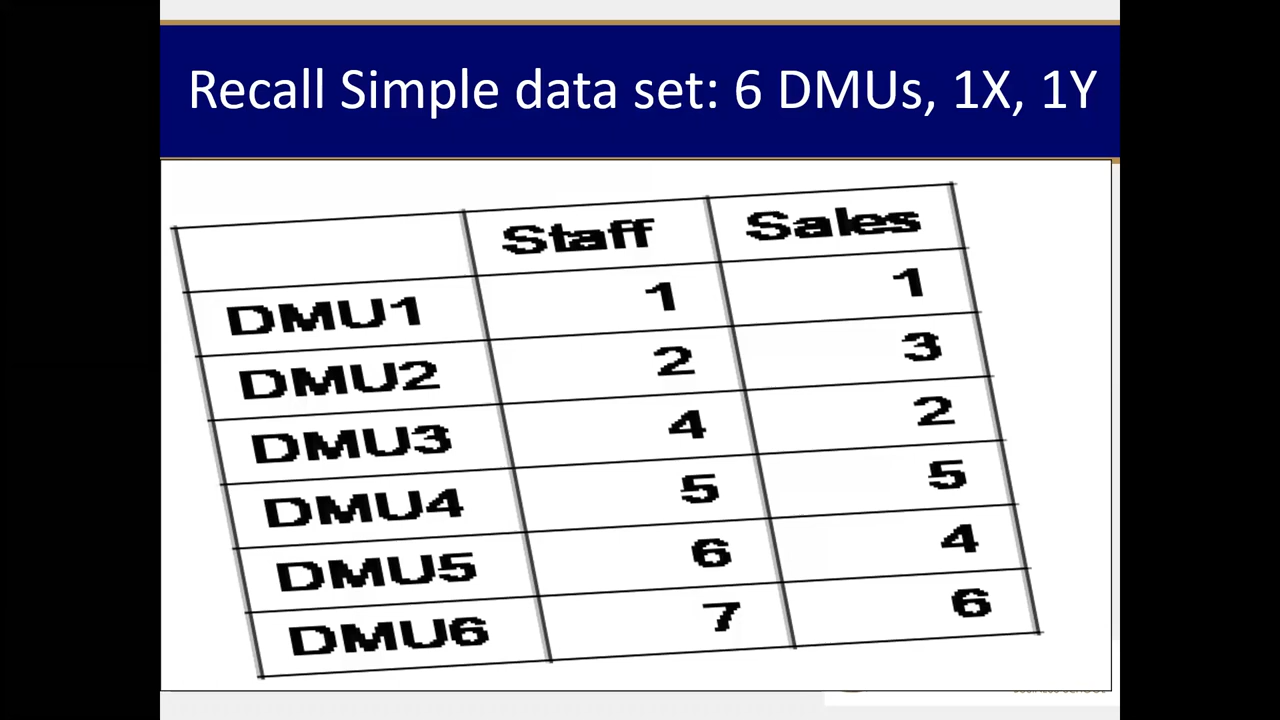 Recall Simple data set: 6 DMUs, 1X, 1Y
Staff Sales
DMU1 1 1
DMU2 2 3
DMU3 4 2
DMU4 5 5
DMU5 6 4
DMU6 7 6